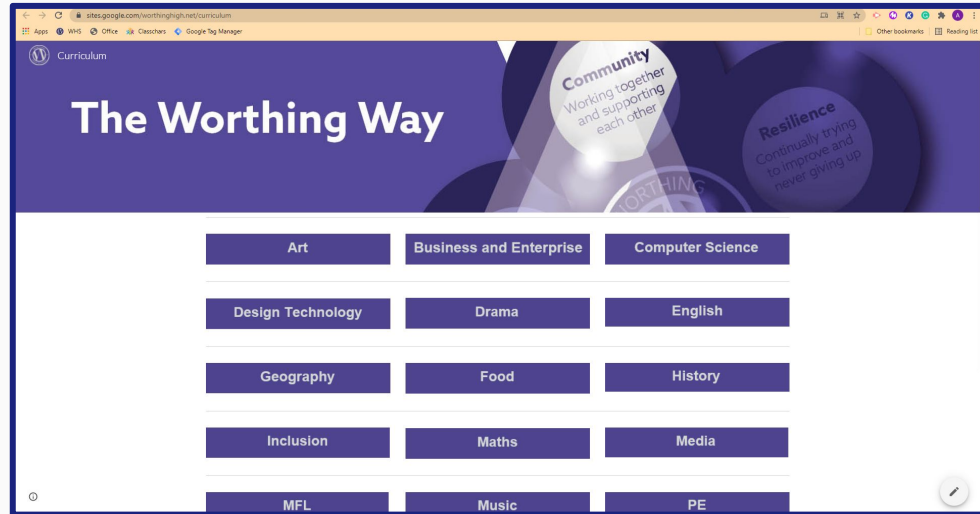 sites.google.com/worthinghigh.net/curriculum
Apps WHS Office Classchars Google Tag Manager Other bookmarks Reading list
Curriculum
The Worthing Way
Community
Working together
and supporting
each other
Resilience
Continually trying
to improve and
never giving up
WORTHING
Art Business and Enterprise Computer Science
Design Technology Drama English
Geography Food History
Inclusion Maths Media
MFL Music PE